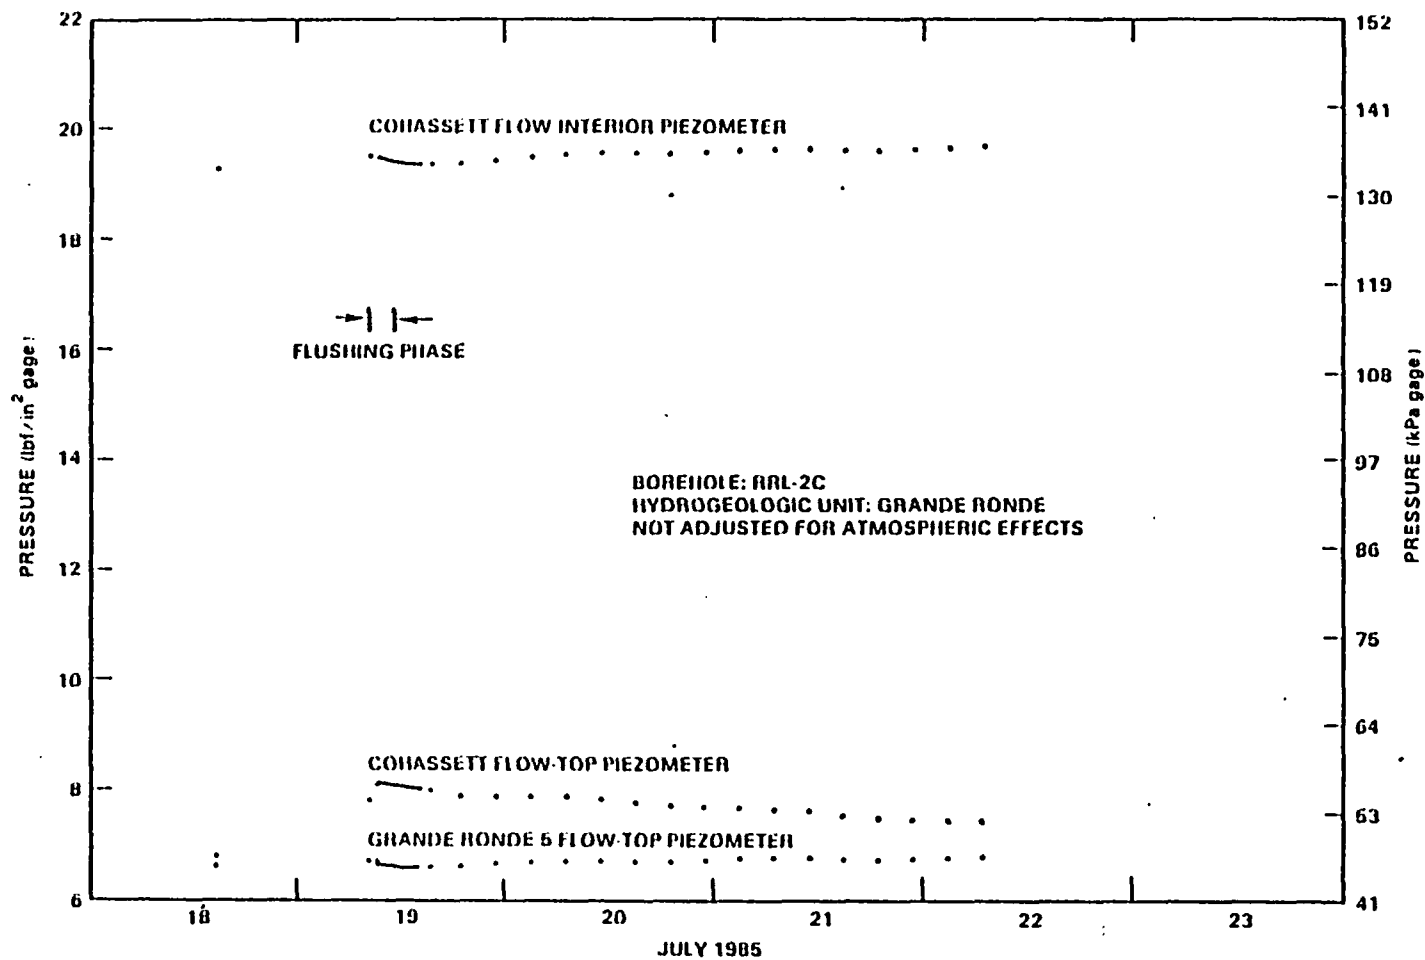 22
20
18
16
14
12
10
8
6
152
141
130
119
108
97
86
75
64
53
41
PRESSURE (lbf/in² gage)
PRESSURE (kPa gage)
COHASSETT FLOW INTERIOR PIEZOMETER
FLUSHING PHASE
BOREHOLE: RRL-2C
HYDROGEOLOGIC UNIT: GRANDE RONDE
NOT ADJUSTED FOR ATMOSPHERIC EFFECTS
COHASSETT FLOW-TOP PIEZOMETER
GRANDE RONDE 5 FLOW-TOP PIEZOMETER
18 19 20 21 22 23
JULY 1985